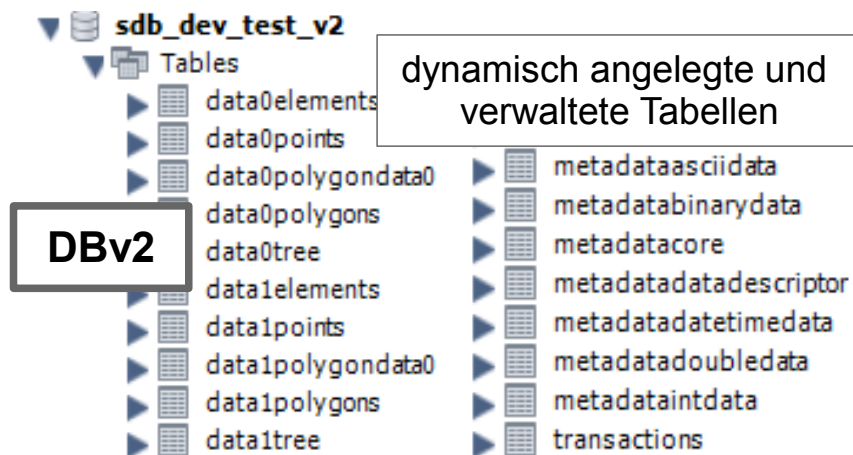 sdb_dev_test_v2
Tables
dynamisch angelegte und
verwaltete Tabellen
data0elements
data0points
data0polygondata0
data0polygons
data0tree
data1elements
data1points
data1polygondata0
data1polygons
data1tree
DBv2
metadataasciidata
metadatabinarydata
metadatacore
metadatadatadescriptor
metadatadatetimedata
metadatadoubledata
metadataintdata
transactions